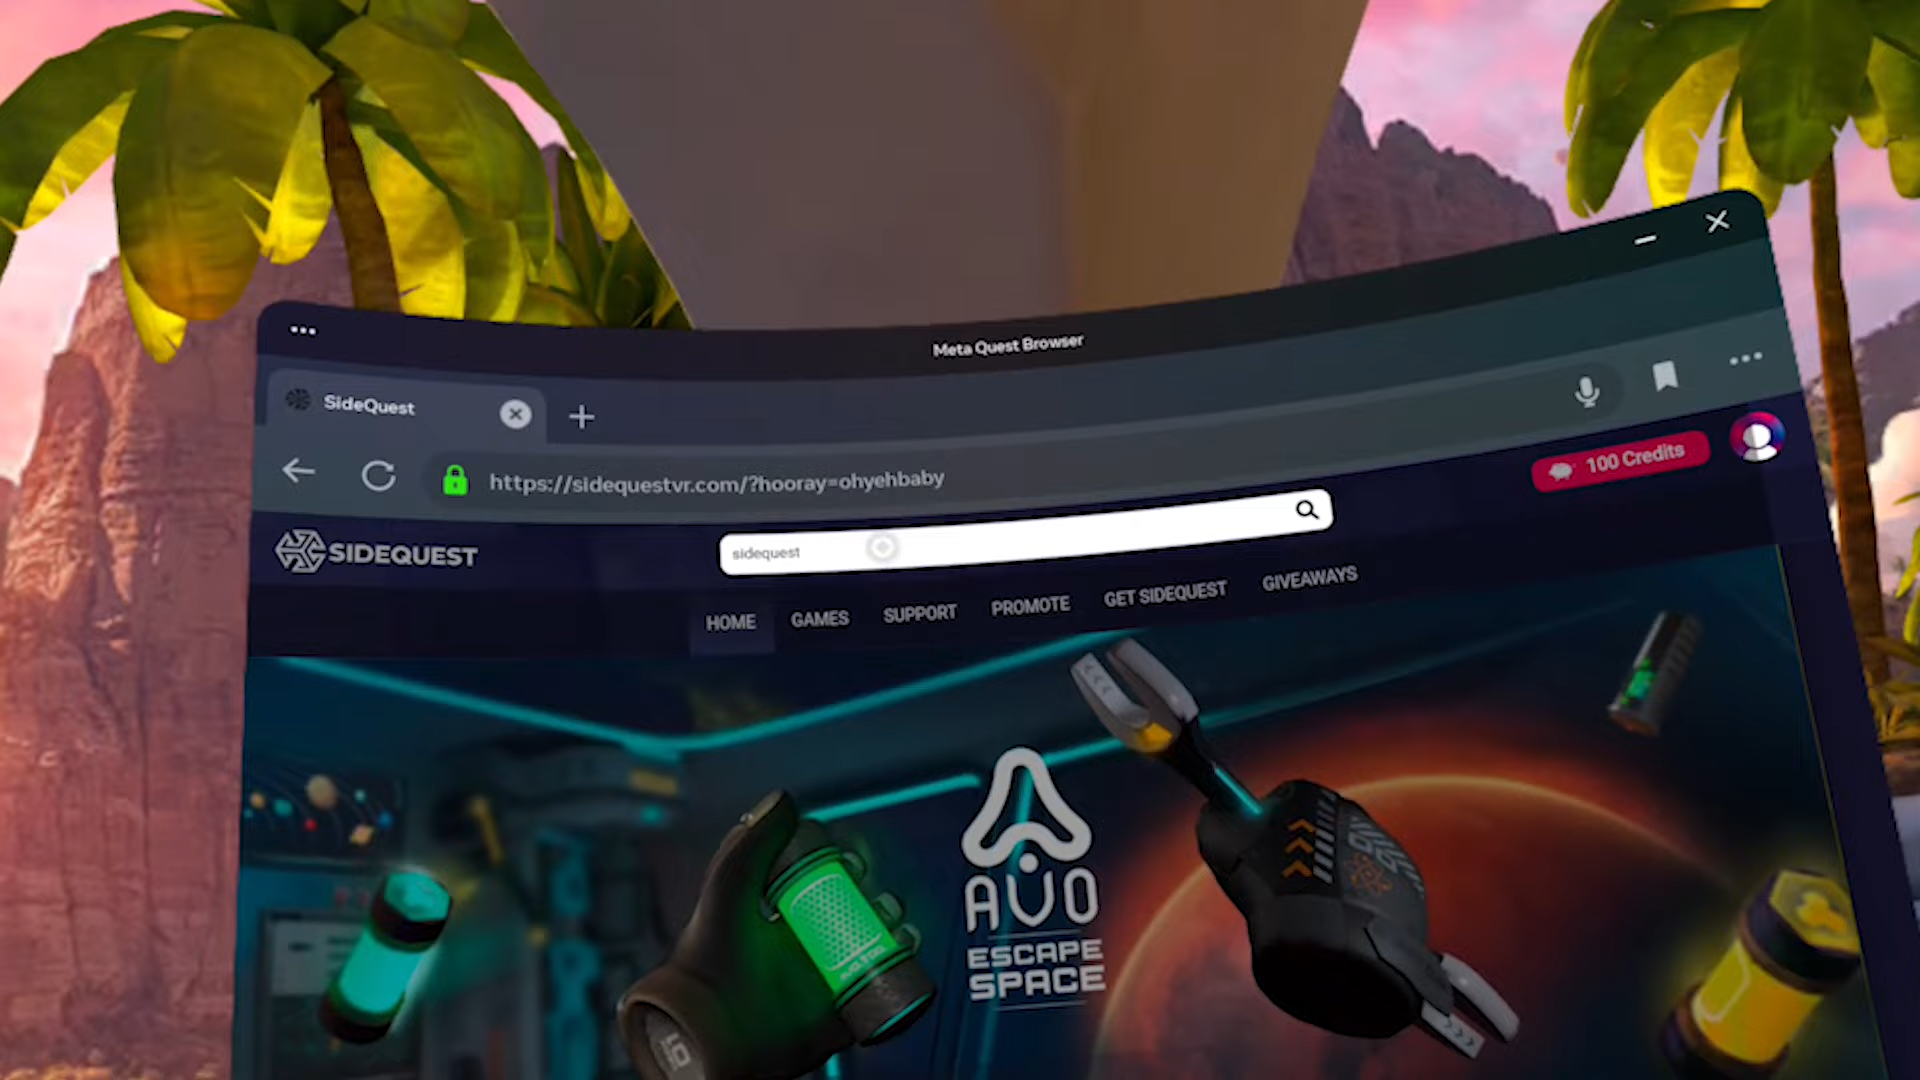 Meta Quest Browser
SideQuest
https://sidequestvr.com/?hooray=ohyehbaby
100 Credits
SIDEQUEST
sidequest
HOME
GAMES
SUPPORT
PROMOTE
GET SIDEQUEST
GIVEAWAYS
AVO
ESCAPE
SPACE